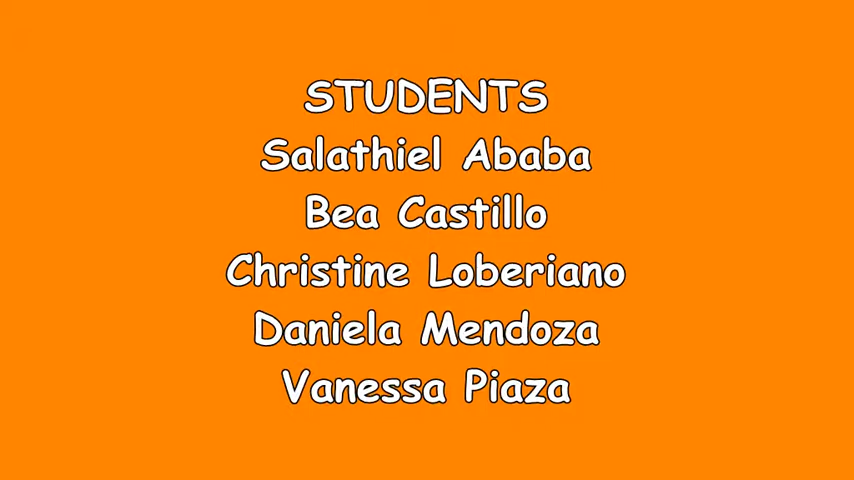 STUDENTS
Salathiel Ababa
Bea Castillo
Christine Loberiano
Daniela Mendoza
Vanessa Piaza